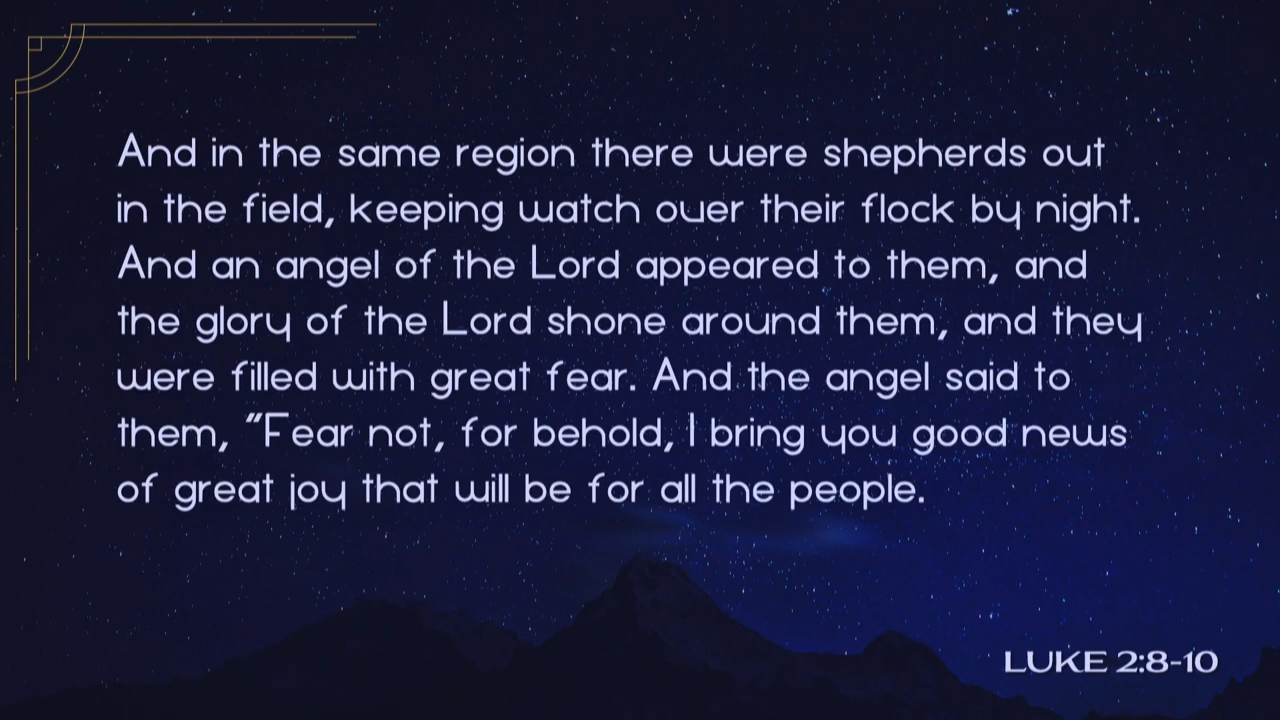 And in the same region there were shepherds out
in the field, keeping watch over their flock by night.
And an angel of the Lord appeared to them, and
the glory of the Lord shone around them, and they
were filled with great fear. And the angel said to
them, “Fear not, for behold, I bring you good news
of great joy that will be for all the people.
LUKE 2:8-10